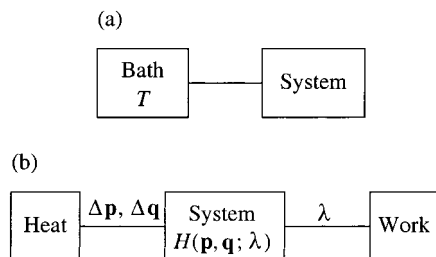 (a)
Bath
T
System
(b)
Heat
Δp, Δq
System
H(p, q; λ)
λ
Work